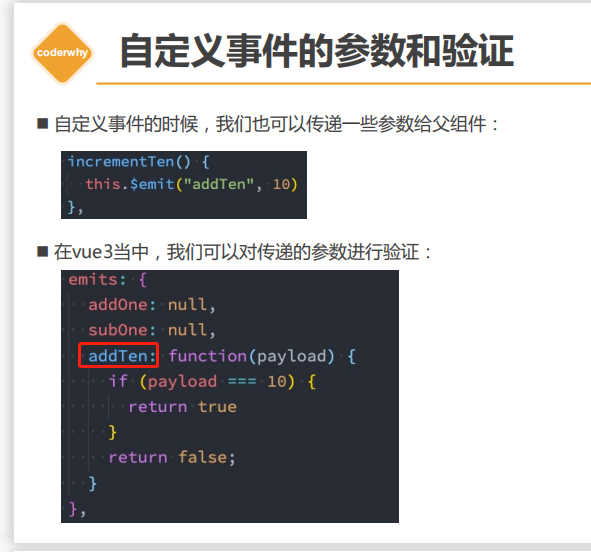 coderwhy
自定义事件的参数和验证
自定义事件的时候，我们也可以传递一些参数给父组件：
incrementTen() {
  this.$emit("addTen", 10)
},
在vue3当中，我们可以对传递的参数进行验证：
emits: {
  addOne: null,
  subOne: null,
  addTen: function(payload) {
    if (payload === 10) {
      return true
    }
    return false;
  }
},